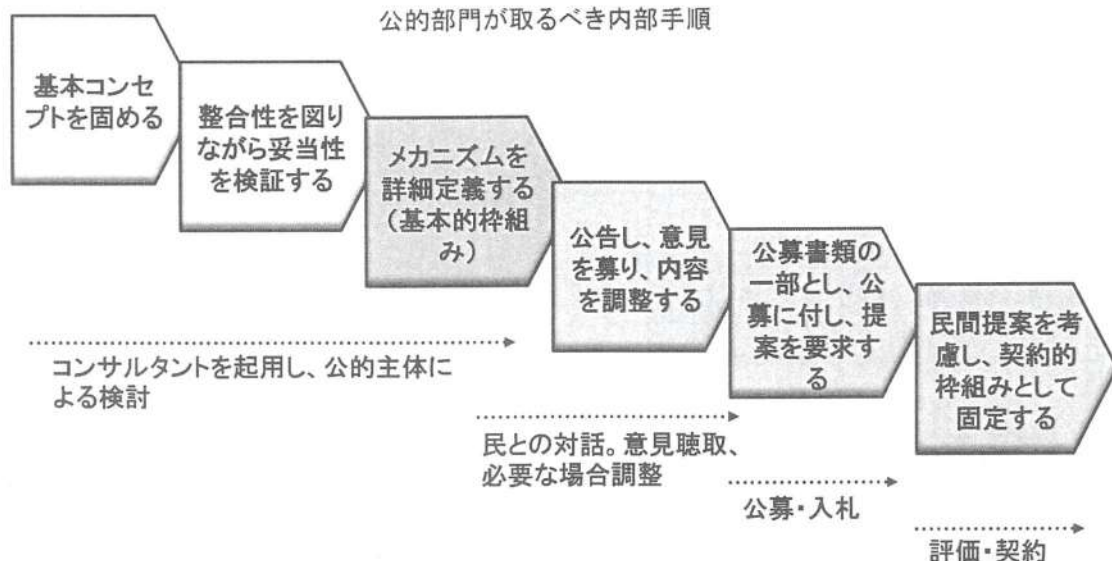 公的部門が取るべき内部手順
基本コンセ
プトを固める
整合性を図り
ながら妥当性
を検証する
メカニズムを
詳細定義する
（基本的枠組
み）
公告し、意見
を募り、内容
を調整する
公募書類の
一部とし、公
募に付し、提
案を要求す
る
民間提案を考
慮し、契約的
枠組みとして
固定する
コンサルタントを起用し、公的主体に
よる検討
民との対話。意見聴取、
必要な場合調整
公募・入札
評価・契約